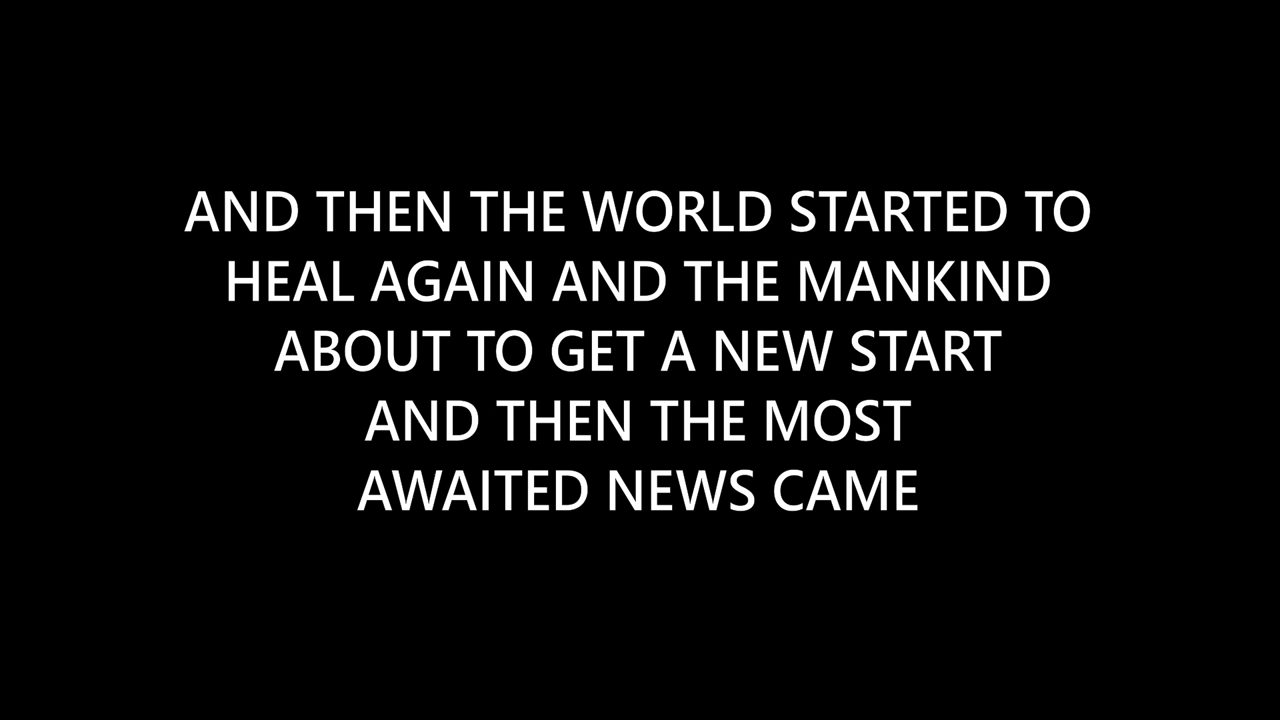 AND THEN THE WORLD STARTED TO
HEAL AGAIN AND THE MANKIND
ABOUT TO GET A NEW START
AND THEN THE MOST
AWAITED NEWS CAME